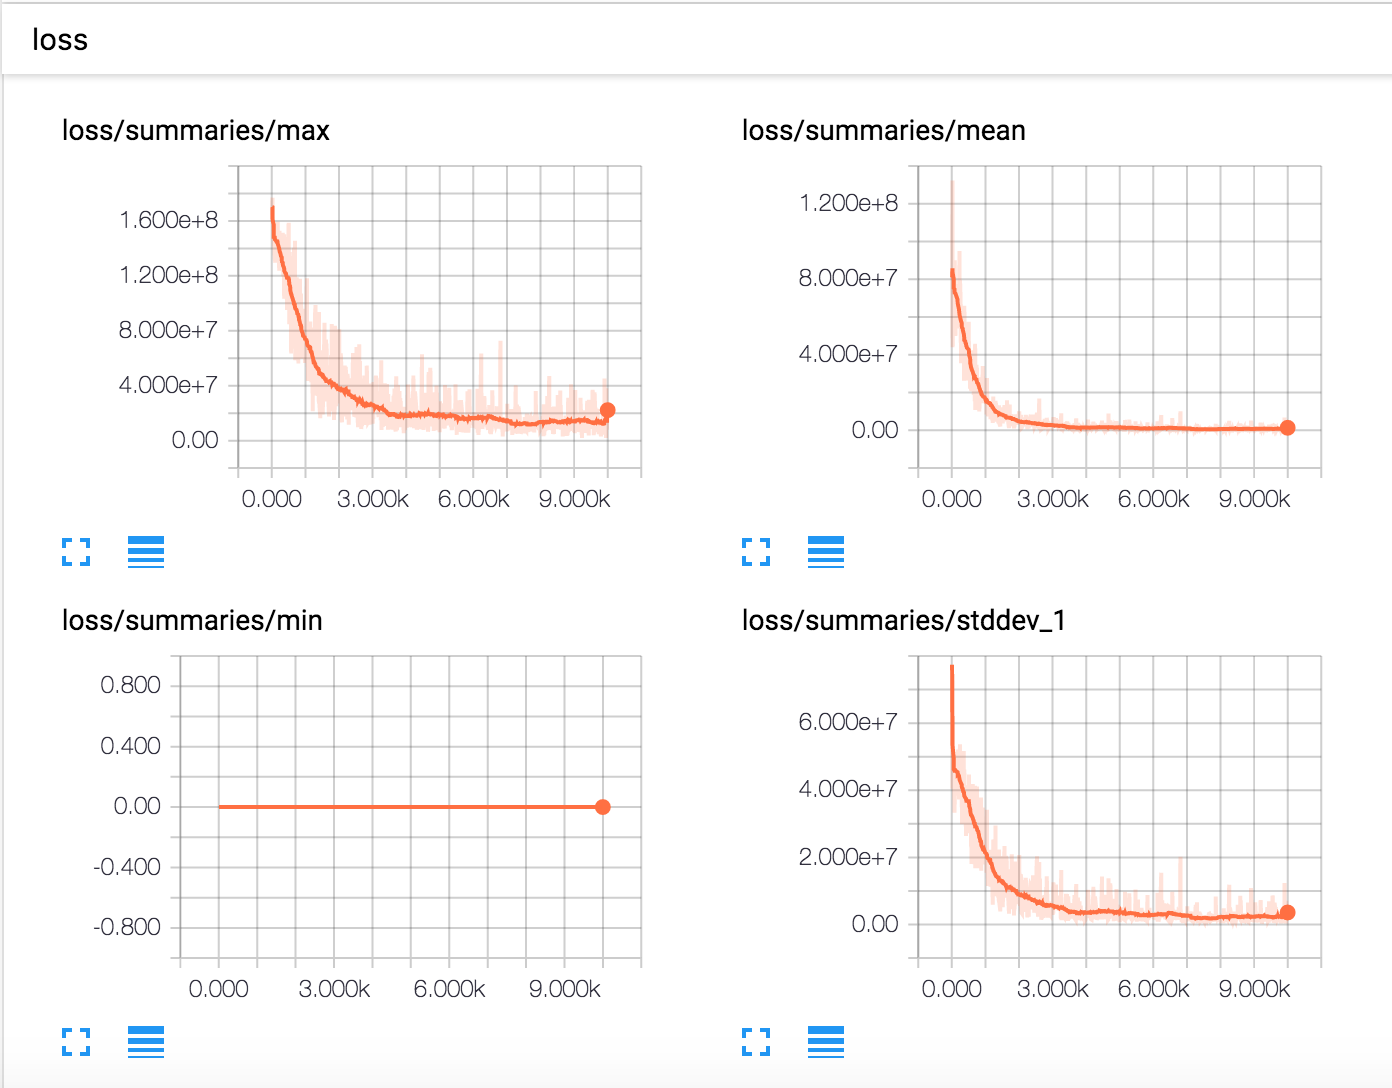 loss
loss/summaries/max
1.600e+8
1.200e+8
8.000e+7
4.000e+7
0.00
0.000 3.000k 6.000k 9.000k
loss/summaries/mean
1.200e+8
8.000e+7
4.000e+7
0.00
0.000 3.000k 6.000k 9.000k
loss/summaries/min
0.800
0.400
0.00
-0.400
-0.800
0.000 3.000k 6.000k 9.000k
loss/summaries/stddev_1
6.000e+7
4.000e+7
2.000e+7
0.00
0.000 3.000k 6.000k 9.000k